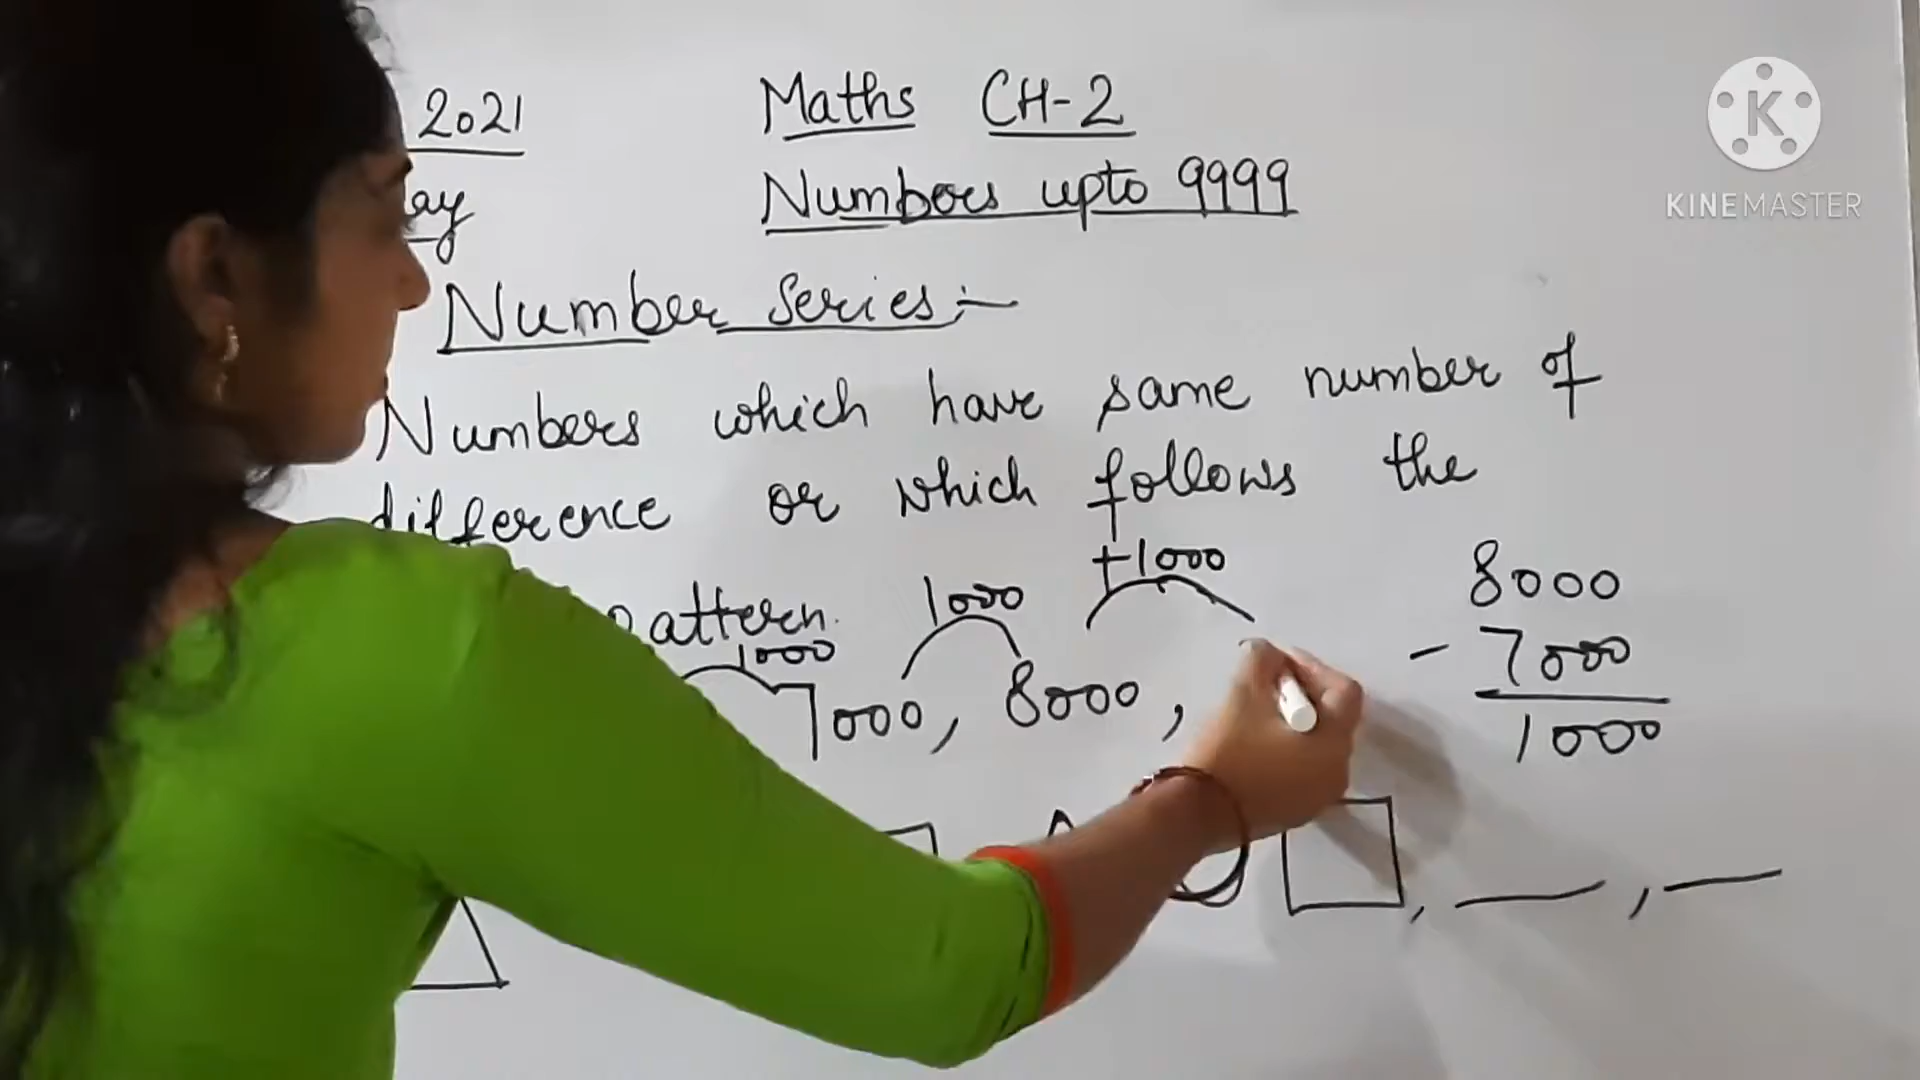 2021
Maths CH-2
Numbers upto 9999
Number Series:-
Numbers which have same number of
difference or which follows the
pattern.
1000 1000 +1000
7000, 8000,
8000
- 7000
1000
K
KINEMASTER